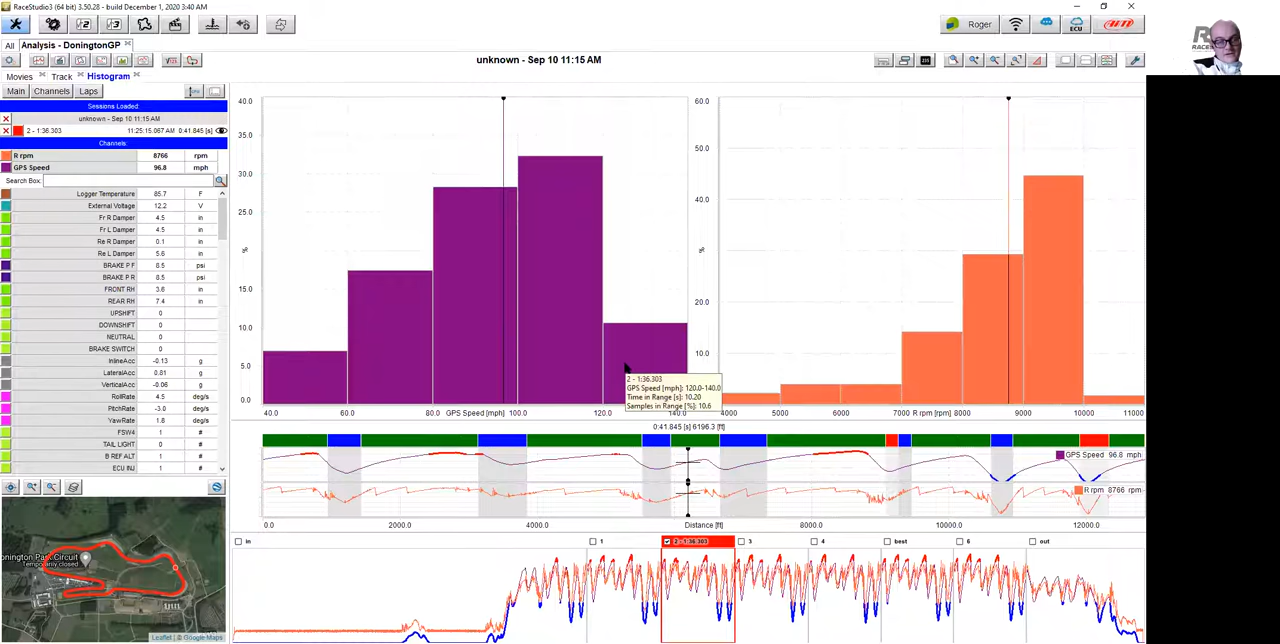 RaceStudio3 (64 bit) 3.50.28 - build December 1, 2020 3:40 AM
Roger
ECU
All Analysis - DoningtonGP
unknown - Sep 10 11:15 AM
Movies Track Histogram
Main Channels Laps
Sessions Loaded:
unknown - Sep 10 11:15 AM
2 - 1:36.303 11:25:15.067 AM 0:41.845 [s]
Channels:
R rpm 8766 rpm
GPS Speed 96.8 mph
Search Box:
Logger Temperature 85.7 F
External Voltage 12.2 V
Fr R Damper 4.5 in
Fr L Damper 4.5 in
Re R Damper 0.1 in
Re L Damper 5.6 in
BRAKE P F 8.5 psi
BRAKE P R 8.5 psi
FRONT RH 3.6 in
REAR RH 7.4 in
UPSHIFT 0
DOWNSHIFT 0
NEUTRAL 0
BRAKE SWITCH 0
InlineAcc -0.13 g
LateralAcc 0.81 g
VerticalAcc -0.06 g
RollRate 4.5 deg/s
PitchRate -3.0 deg/s
YawRate 1.8 deg/s
FSW4 1 #
TAIL LIGHT 0 #
B REF ALT 1 #
ECU INJ 1 #
40.0
35.0
30.0
25.0
%
15.0
10.0
5.0
0.0
40.0 60.0 80.0 GPS Speed [mph] 100.0 120.0 140.0
2 - 1:36.303
GPS Speed [mph]: 120.0-140.0
Time in Range [s]: 10.20
Samples in Range [%]: 10.6
60.0
50.0
40.0
%
20.0
10.0
0.0
4000 5000 6000 7000 R rpm [rpm] 8000 9000 10000 11000
0:41.845 [s] 6196.3 [ft]
GPS Speed 96.8 mph
R rpm 8766 rpm
0.0 2000.0 4000.0 Distance [ft] 8000.0 10000.0 12000.0
in 1 2 - 1:36.303 3 4 best 6 out
Donington Park Circuit
Temporarily closed
Leaflet | © Google Maps